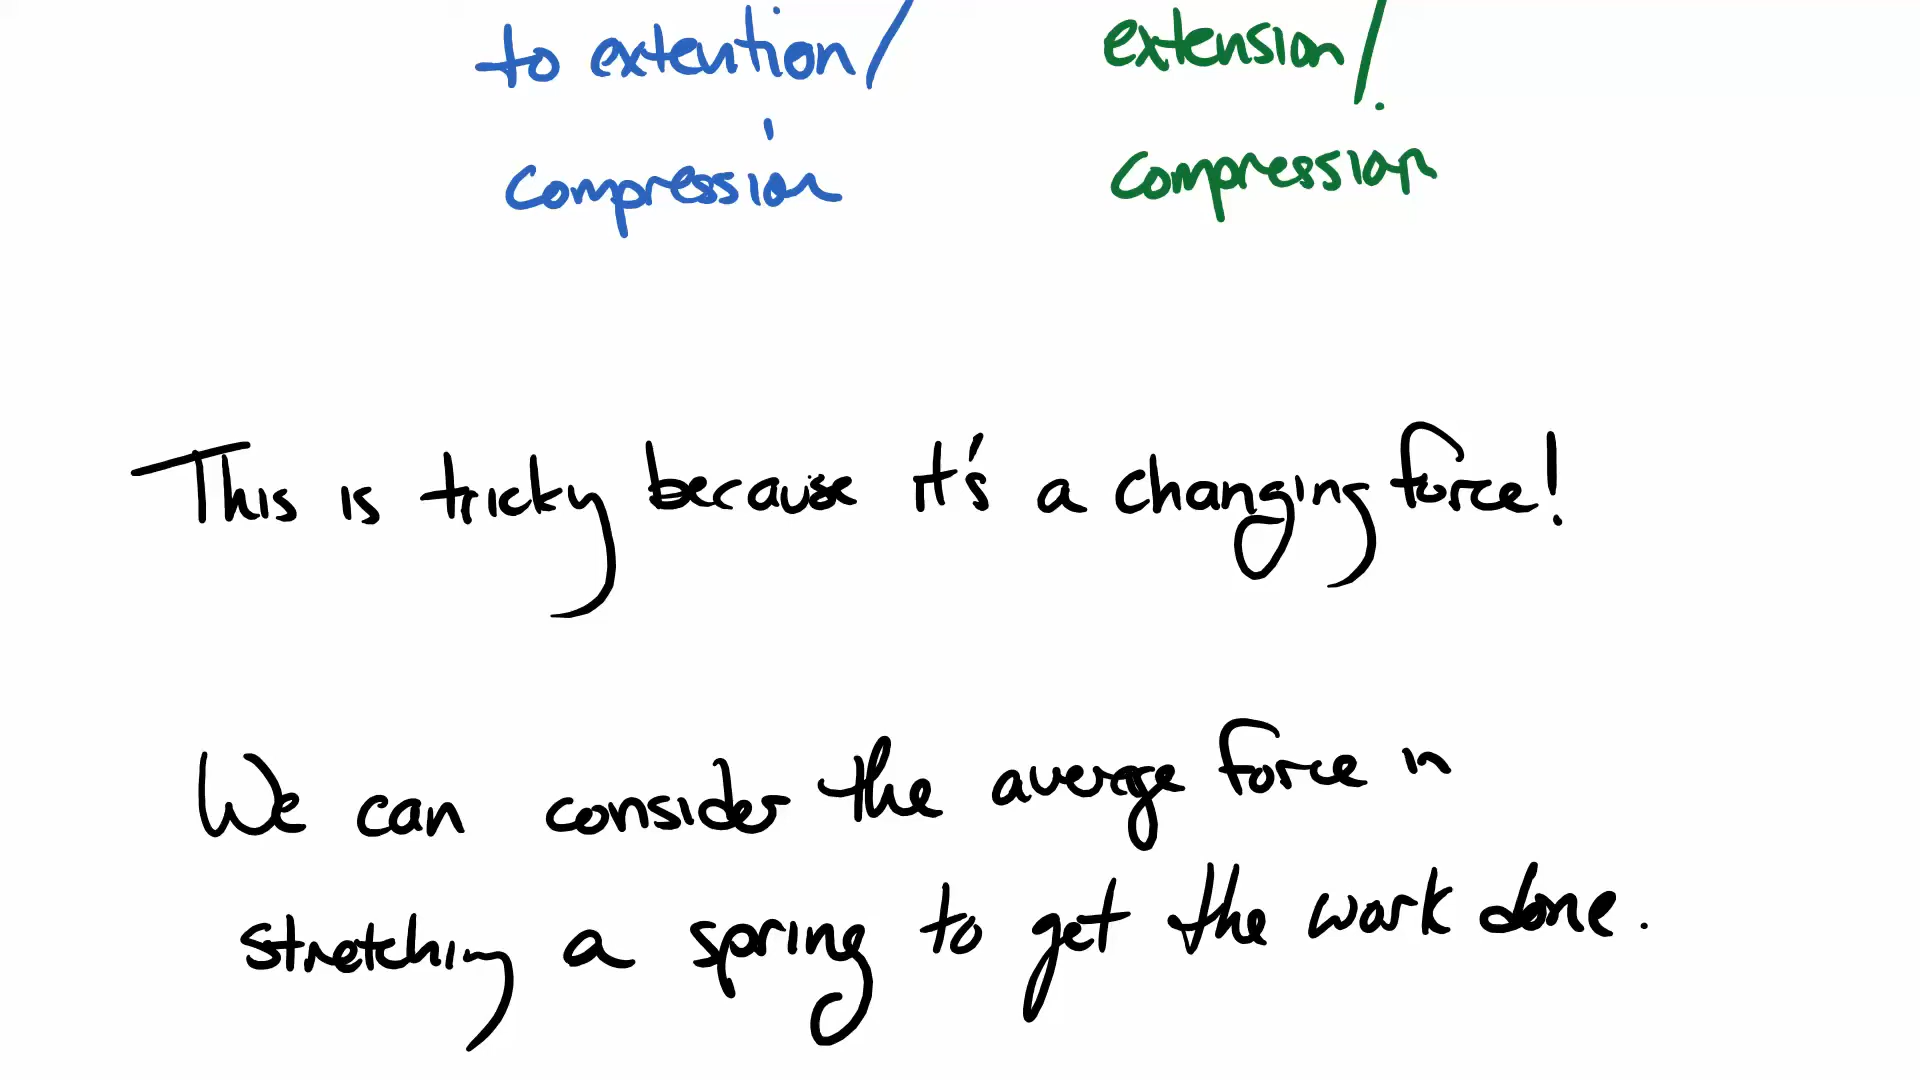 to extention/ extension/
compression compression
This is tricky because it's a changing force!
We can consider the average force in
stretching a spring to get the work done.